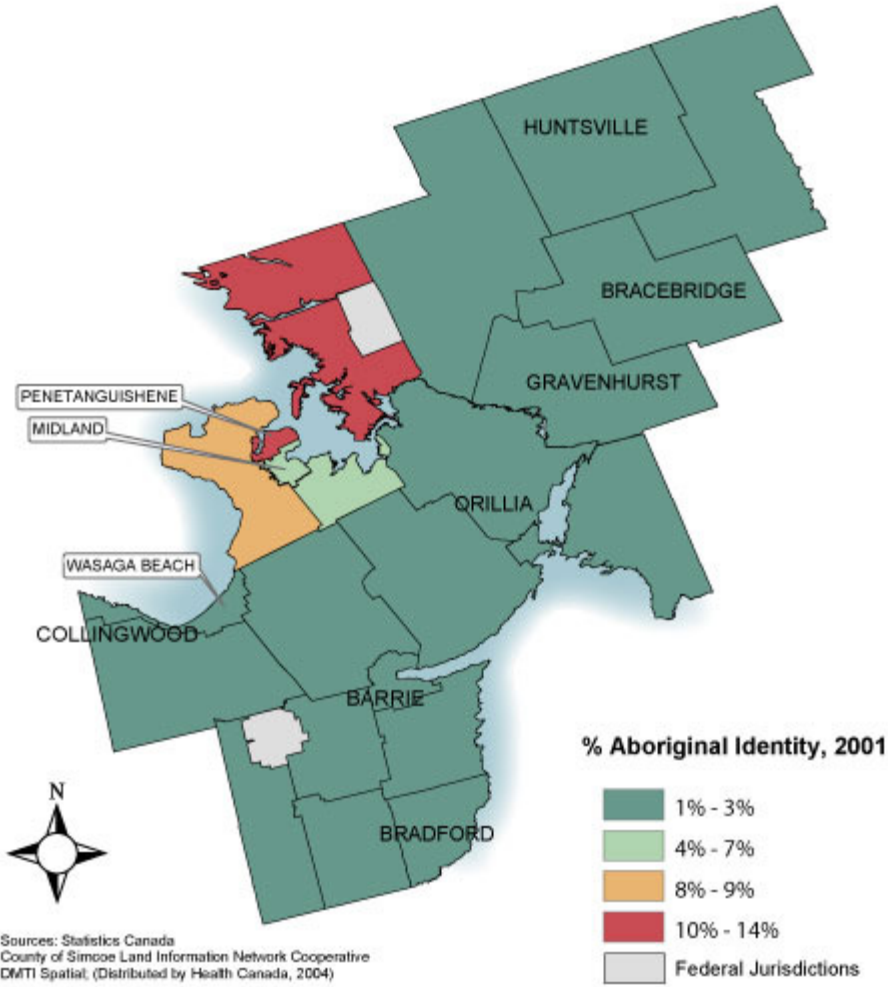 HUNTSVILLE
BRACEBRIDGE
GRAVENHURST
PENETANGUISHENE
MIDLAND
ORILLIA
WASAGA BEACH
COLLINGWOOD
BARRIE
BRADFORD
% Aboriginal Identity, 2001
1% - 3%
4% - 7%
8% - 9%
10% - 14%
Federal Jurisdictions
N
Sources: Statistics Canada
County of Simcoe Land Information Network Cooperative
DMTI Spatial; (Distributed by Health Canada, 2004)